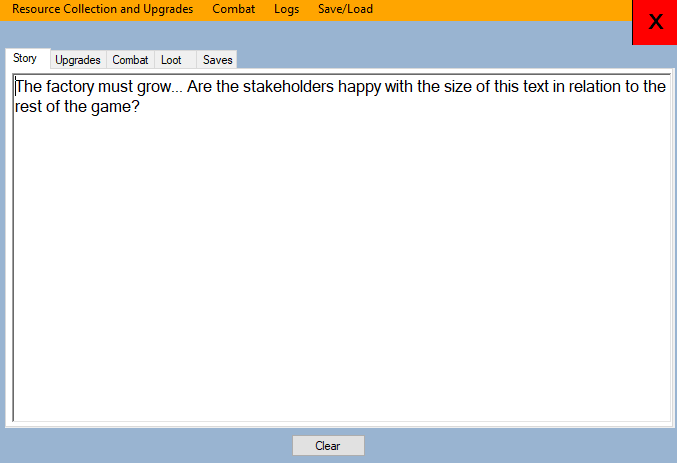 Resource Collection and Upgrades Combat Logs Save/Load
X
Story Upgrades Combat Loot Saves
The factory must grow... Are the stakeholders happy with the size of this text in relation to the
rest of the game?
Clear